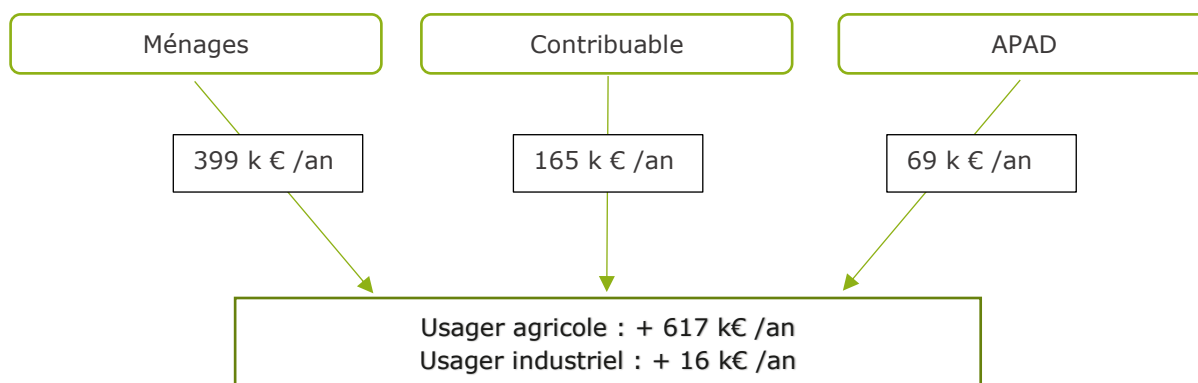 Ménages
Contribuable
APAD
399 k € /an
165 k € /an
69 k € /an
Usager agricole : + 617 k€ /an
Usager industriel : + 16 k€ /an